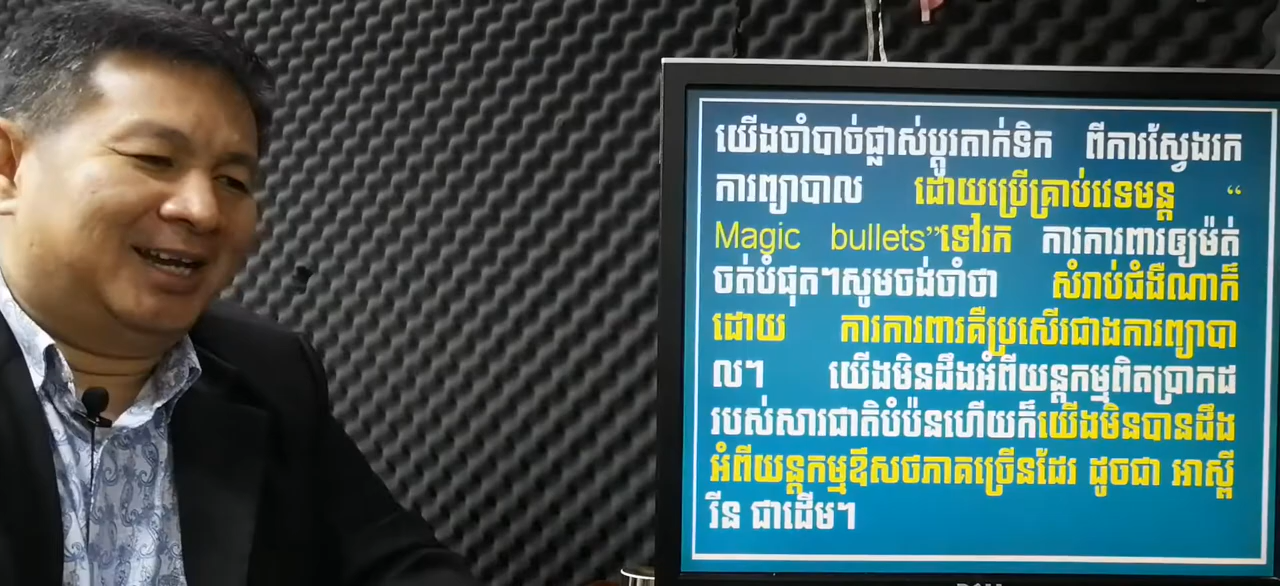 យើងចាំបាច់ផ្លាស់ប្តូរតាក់ទិក ពីការស្វែងរក
ការព្យាបាល ដោយប្រើគ្រាប់វេទមន្ត “
Magic bullets”ទៅរក ការការពារឲ្យម៉ត់
ចត់បំផុត។សូមចង់ចាំថា សំរាប់ជំងឺណាក៏
ដោយ ការការពារគឺប្រសើរជាងការព្យាបា
ល។ យើងមិនដឹងអំពីយន្តកម្មពិតប្រាកដ
របស់សារជាតិបំប៉នហើយក៏យើងមិនបានដឹង
អំពីយន្តកម្មឱសថភាគច្រើនដែរ ដូចជា អាស្ពី
រីន ជាដើម។